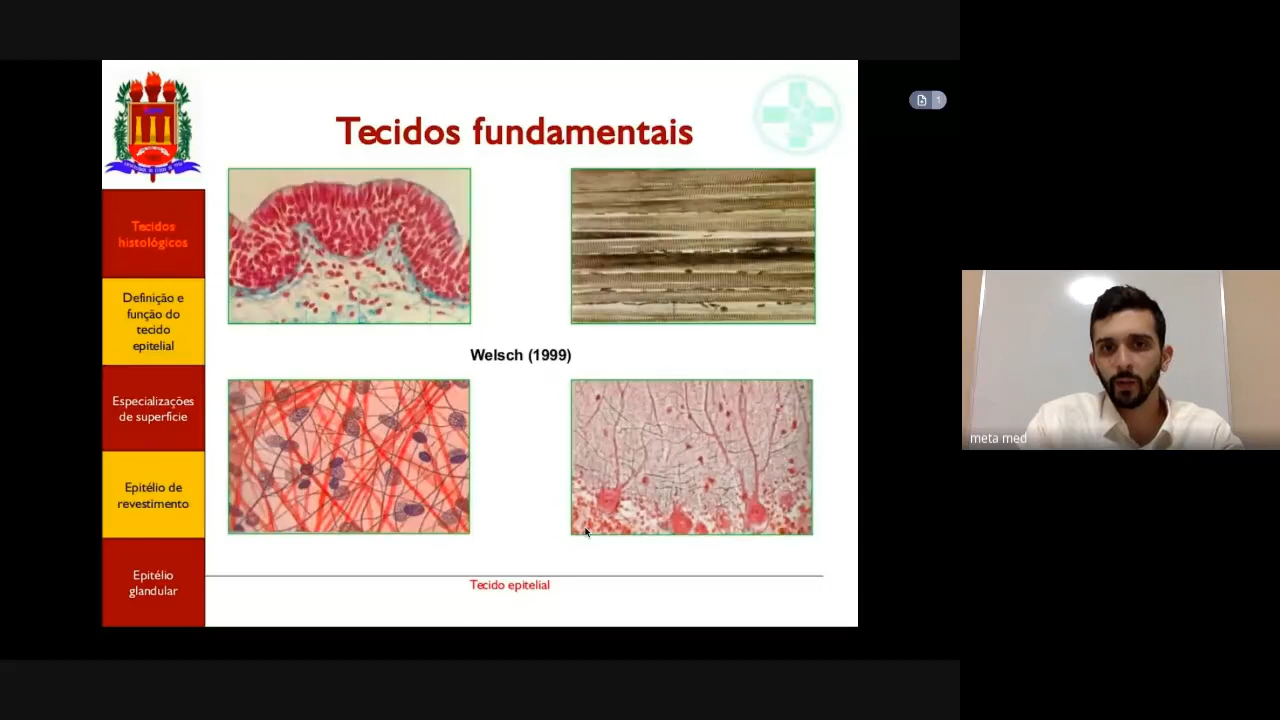 Tecidos fundamentais
Tecidos
histológicos
Definição e
função do
tecido
epitelial
Especializações
de superfície
Epitélio de
revestimento
Epitélio
glandular
Welsch (1999)
Tecido epitelial
1
meta med